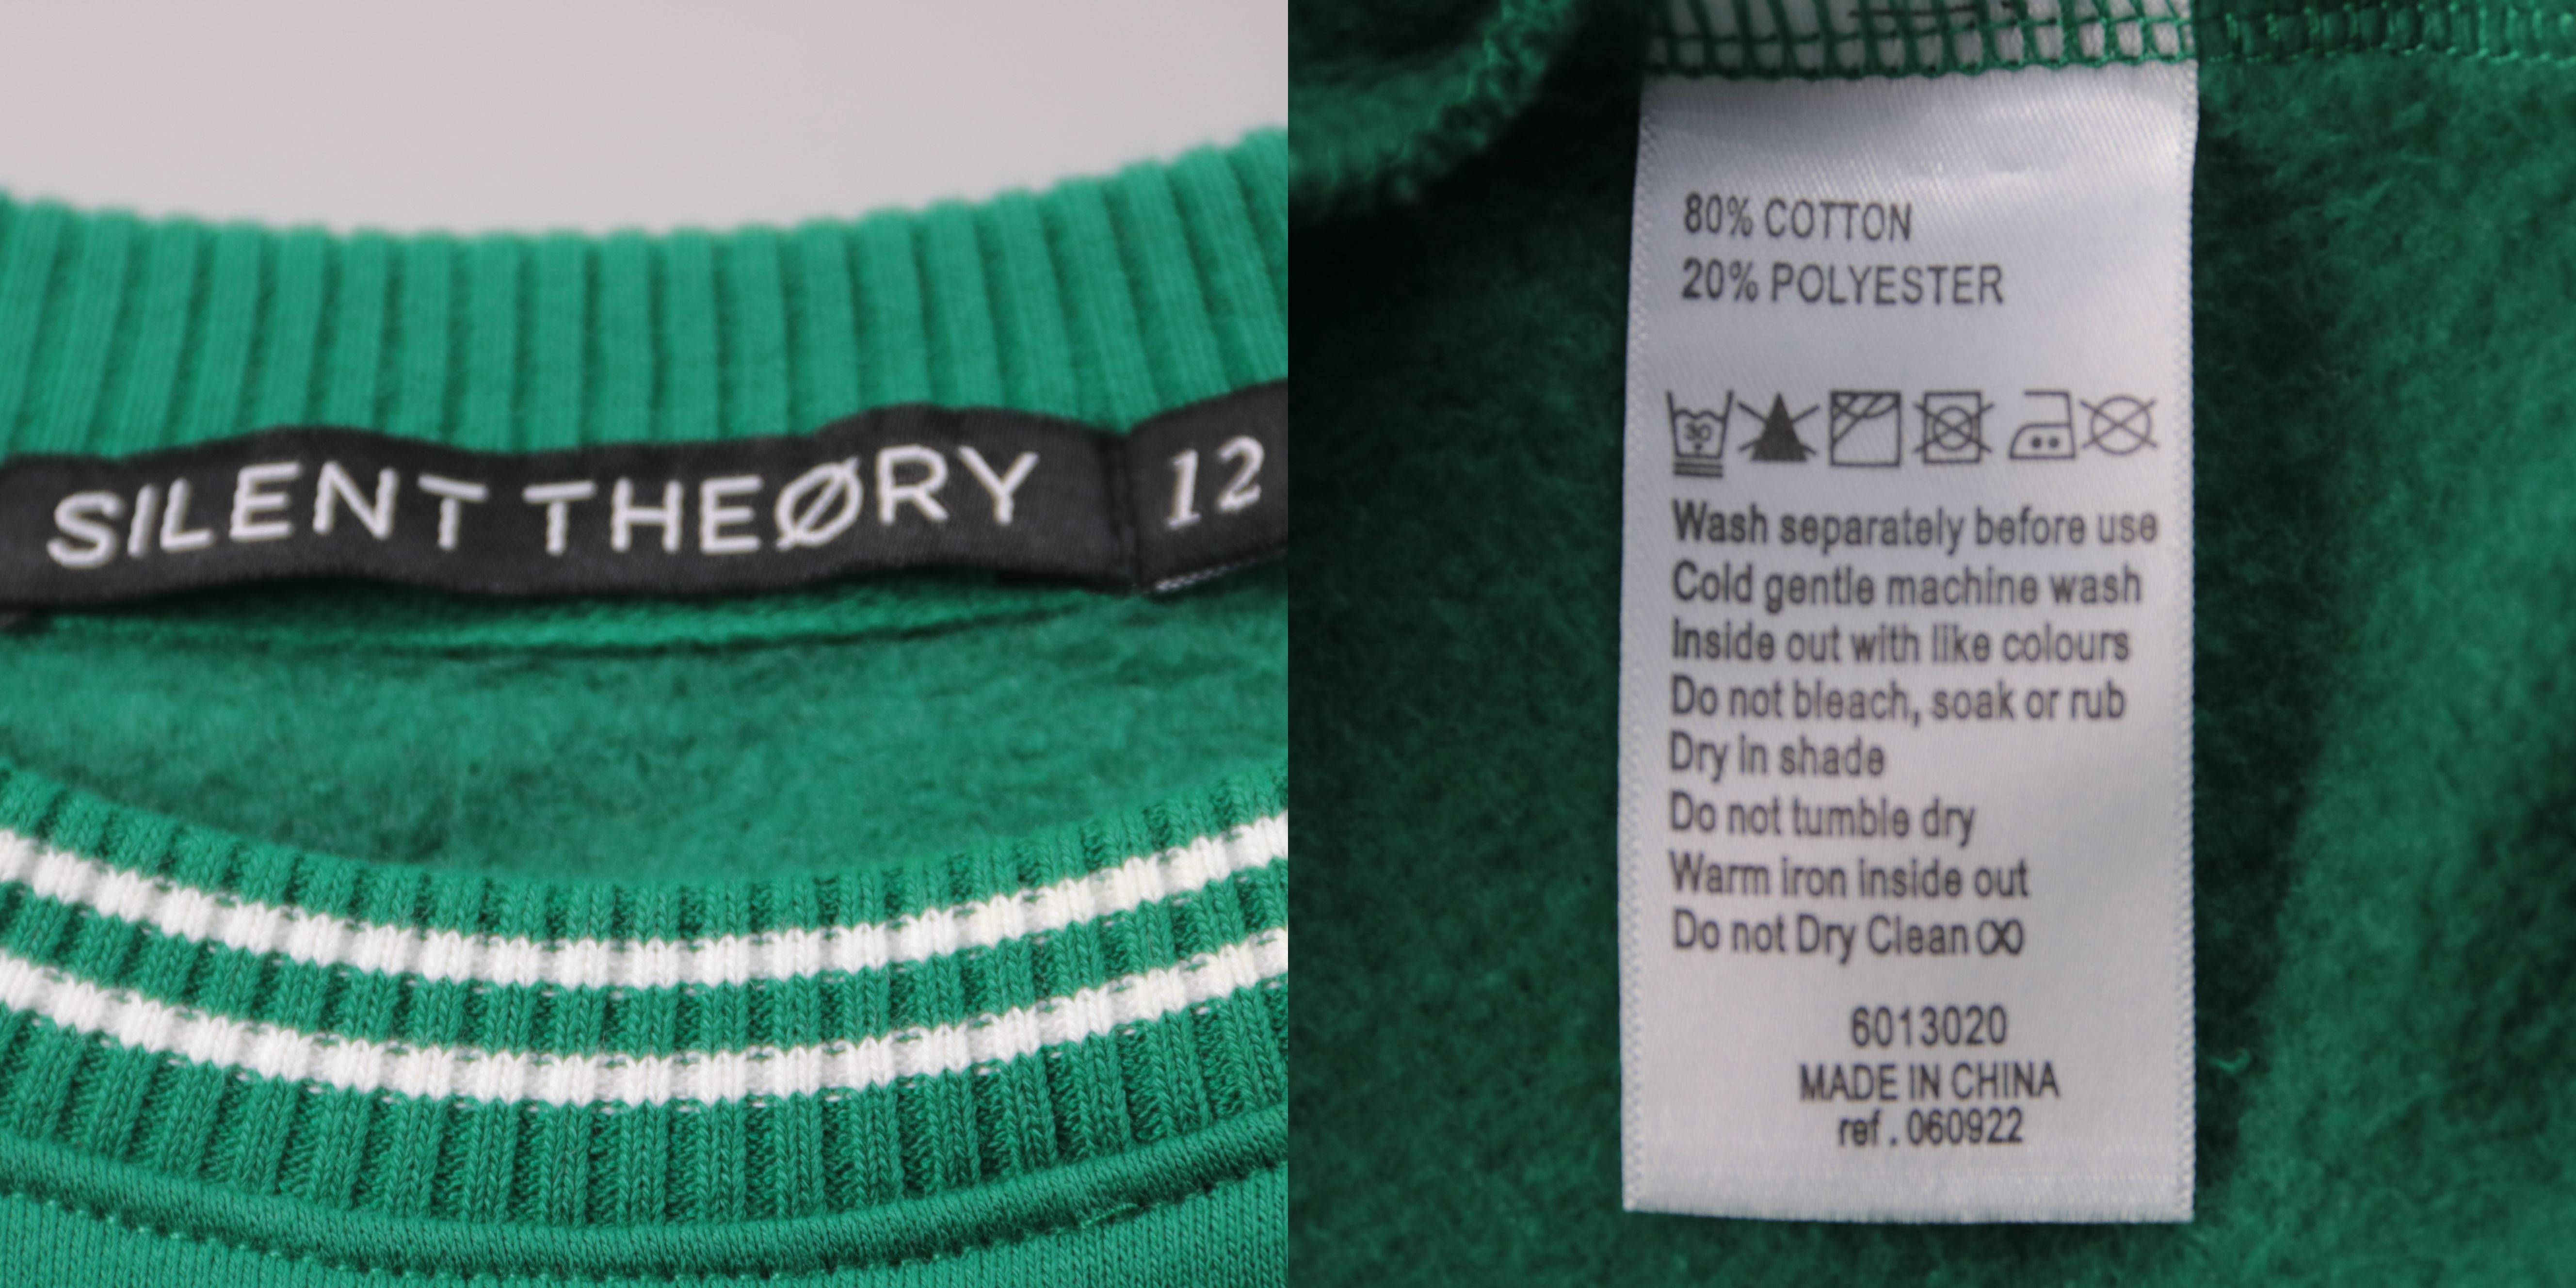 SILENT THEØRY 12
80% COTTON
20% POLYESTER
30
Wash separately before use
Cold gentle machine wash
Inside out with like colours
Do not bleach, soak or rub
Dry in shade
Do not tumble dry
Warm iron inside out
Do not Dry Clean
6013020
MADE IN CHINA
ref . 060922